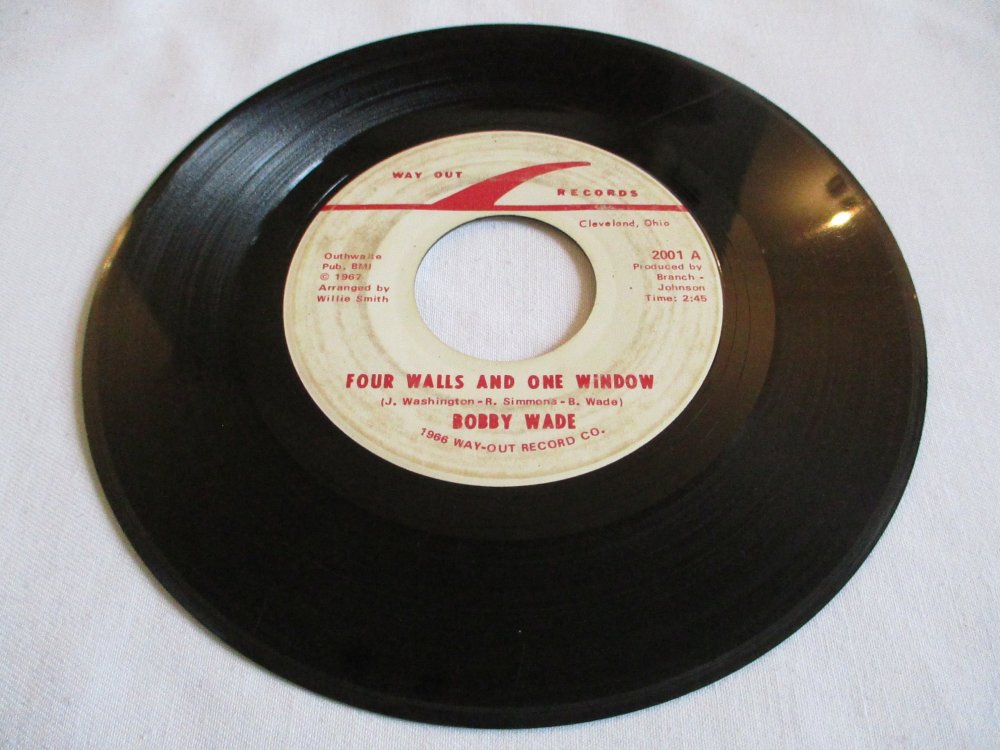 WAY OUT
RECORDS
Cleveland, Ohio
Outhwaite
Pub. BMI
© 1967
Arranged by
Willie Smith
2001 A
Produced by
Branch -
Johnson
Time: 2:45
FOUR WALLS AND ONE WINDOW
(J. Washington - R. Simmons - B. Wade)
BOBBY WADE
1966 WAY-OUT RECORD CO.